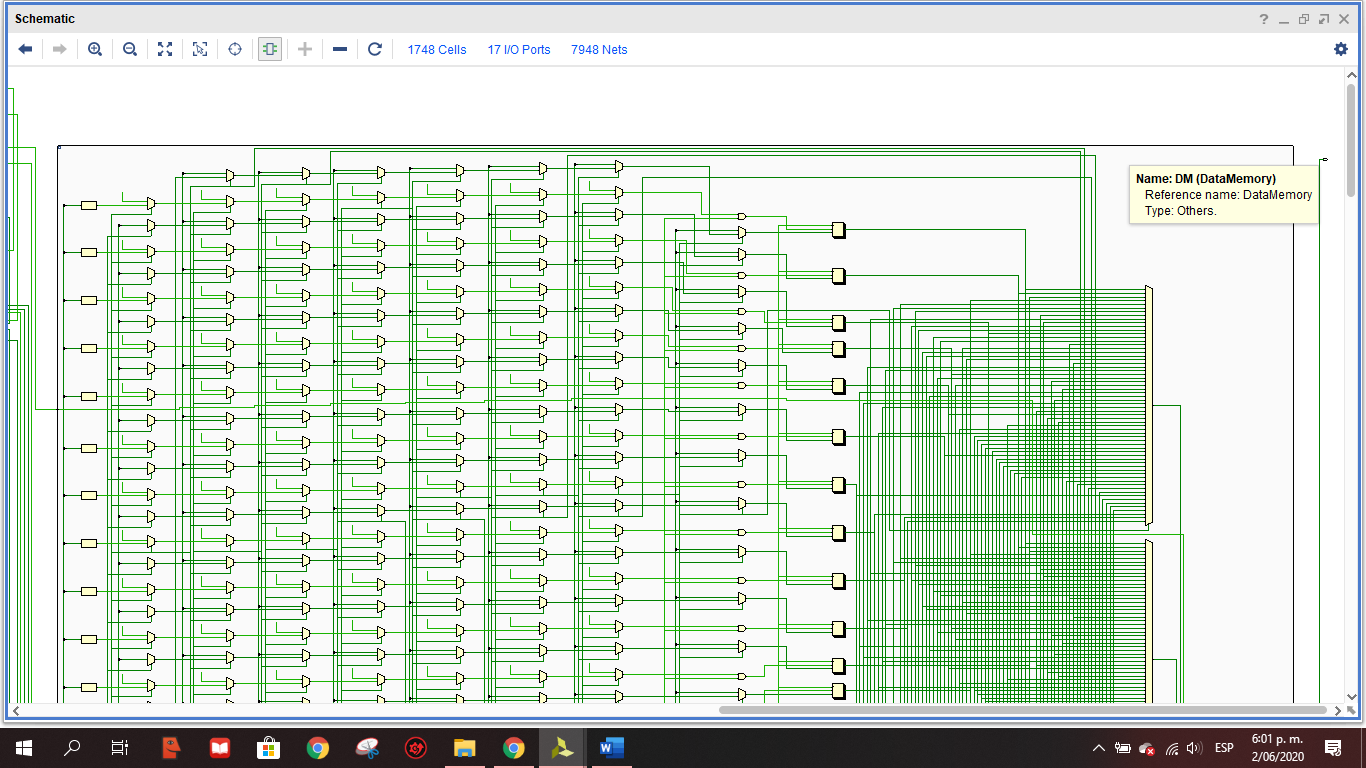 Schematic
1748 Cells
17 I/O Ports
7948 Nets
Name: DM (DataMemory)
Reference name: DataMemory
Type: Others.
ESP
6:01 p. m.
2/06/2020